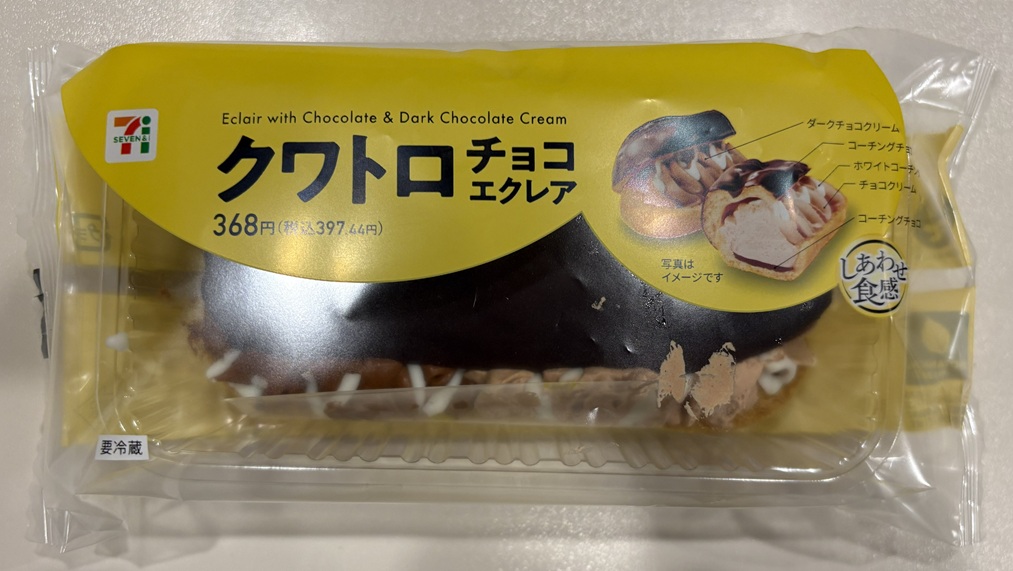 SEVEN&i
Eclair with Chocolate & Dark Chocolate Cream
クワトロチョコ
エクレア
368円(税込397.44円)
ダークチョコクリーム
コーチングチョコ
ホワイトコーチ
チョコクリーム
コーチングチョコ
写真は
イメージです
しあわせ
食感
要冷蔵